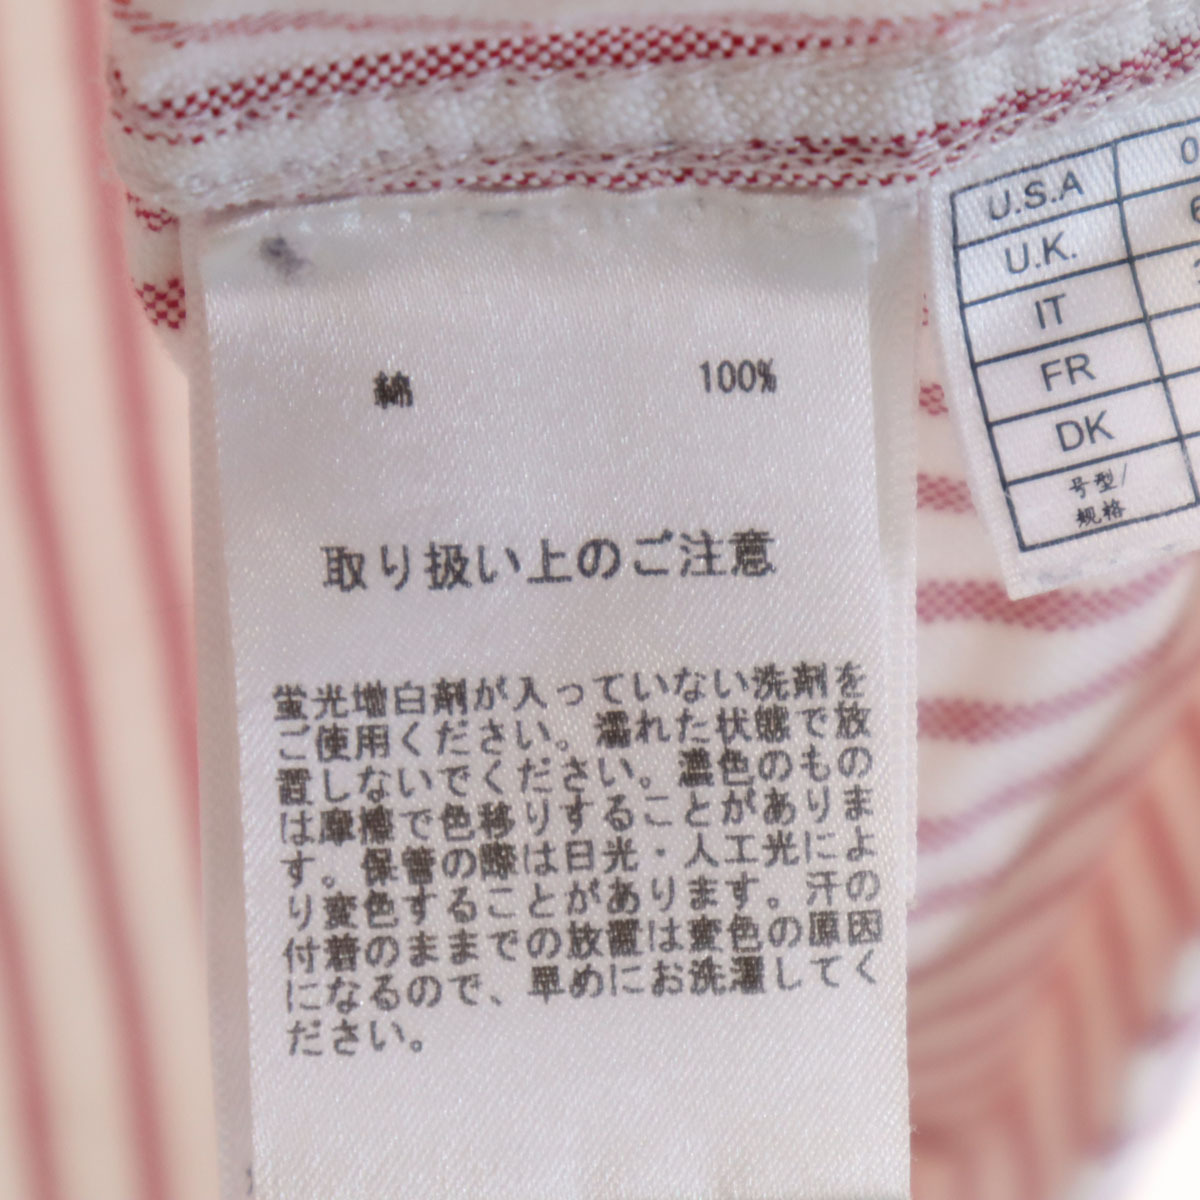 綿 100%
取り扱い上のご注意
蛍光増白剤が入っていない洗剤を
ご使用ください。濡れた状態で放
置しないでください。濃色のもの
は摩擦で色移りすることがありま
す。保管の際は日光・人工光によ
り変色することがあります。汗の
付着のままでの放置は変色の原因
になるので、早めにお洗濯してく
ださい。
U.S.A 0
U.K. 6
IT
FR
DK
号型/
规格